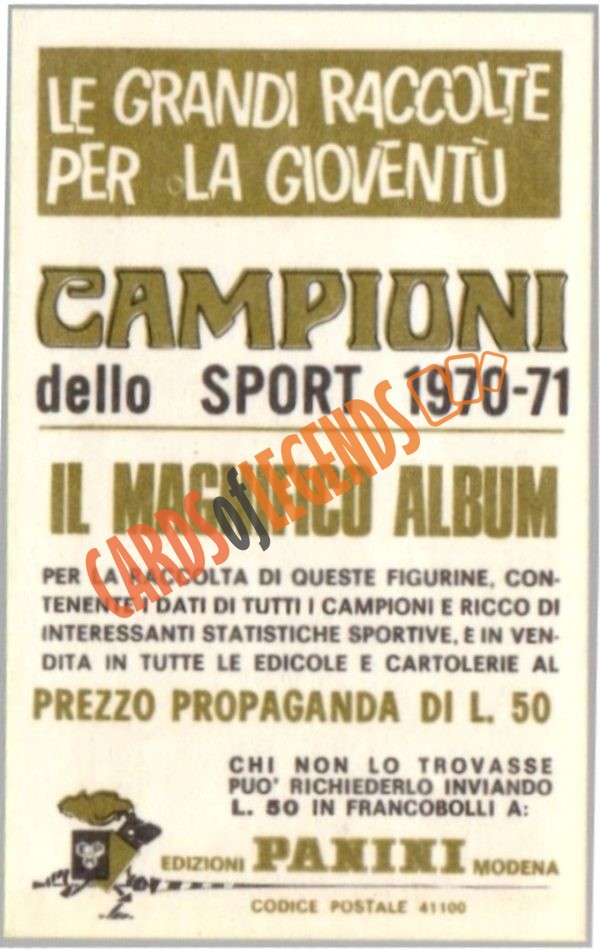 LE GRANDI RACCOLTE
PER LA GIOVENTÙ
CAMPIONI
dello SPORT 1970-71
IL MAGNIFICO ALBUM
CARDSofLEGENDS
PER LA RACCOLTA DI QUESTE FIGURINE, CON-
TENENTE I DATI DI TUTTI I CAMPIONI E RICCO DI
INTERESSANTI STATISTICHE SPORTIVE, È IN VEN-
DITA IN TUTTE LE EDICOLE E CARTOLERIE AL
PREZZO PROPAGANDA DI L. 50
CHI NON LO TROVASSE
PUO' RICHIEDERLO INVIANDO
L. 50 IN FRANCOBOLLI A:
EDIZIONI PANINI MODENA
CODICE POSTALE 41100